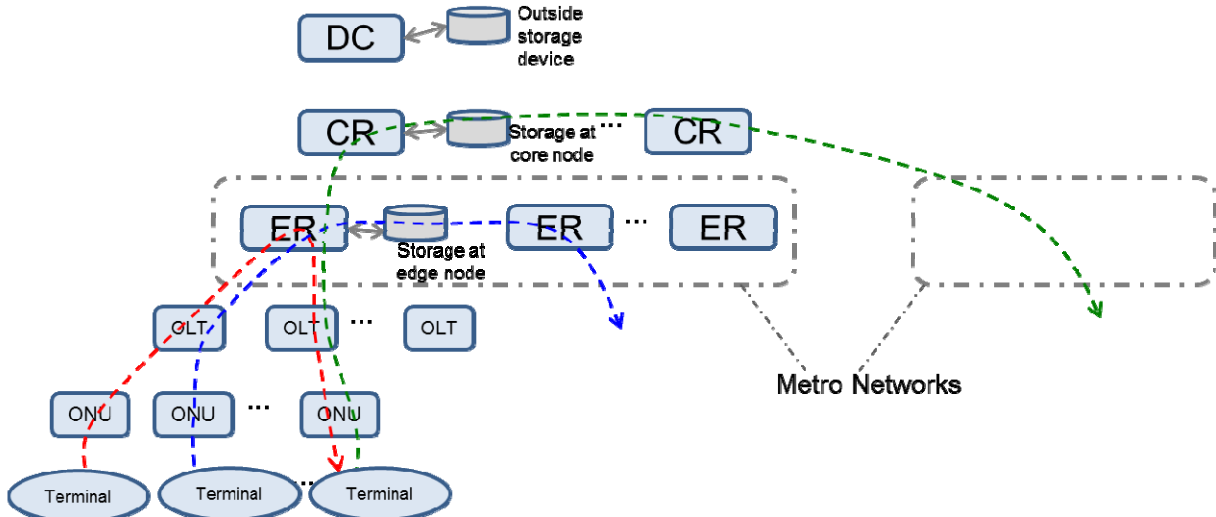 DC
Outside
storage
device
CR
Storage at
core node
...
CR
ER
Storage at
edge node
ER
...
ER
OLT
OLT
...
OLT
Metro Networks
ONU
ONU
...
ONU
Terminal
Terminal
...
Terminal